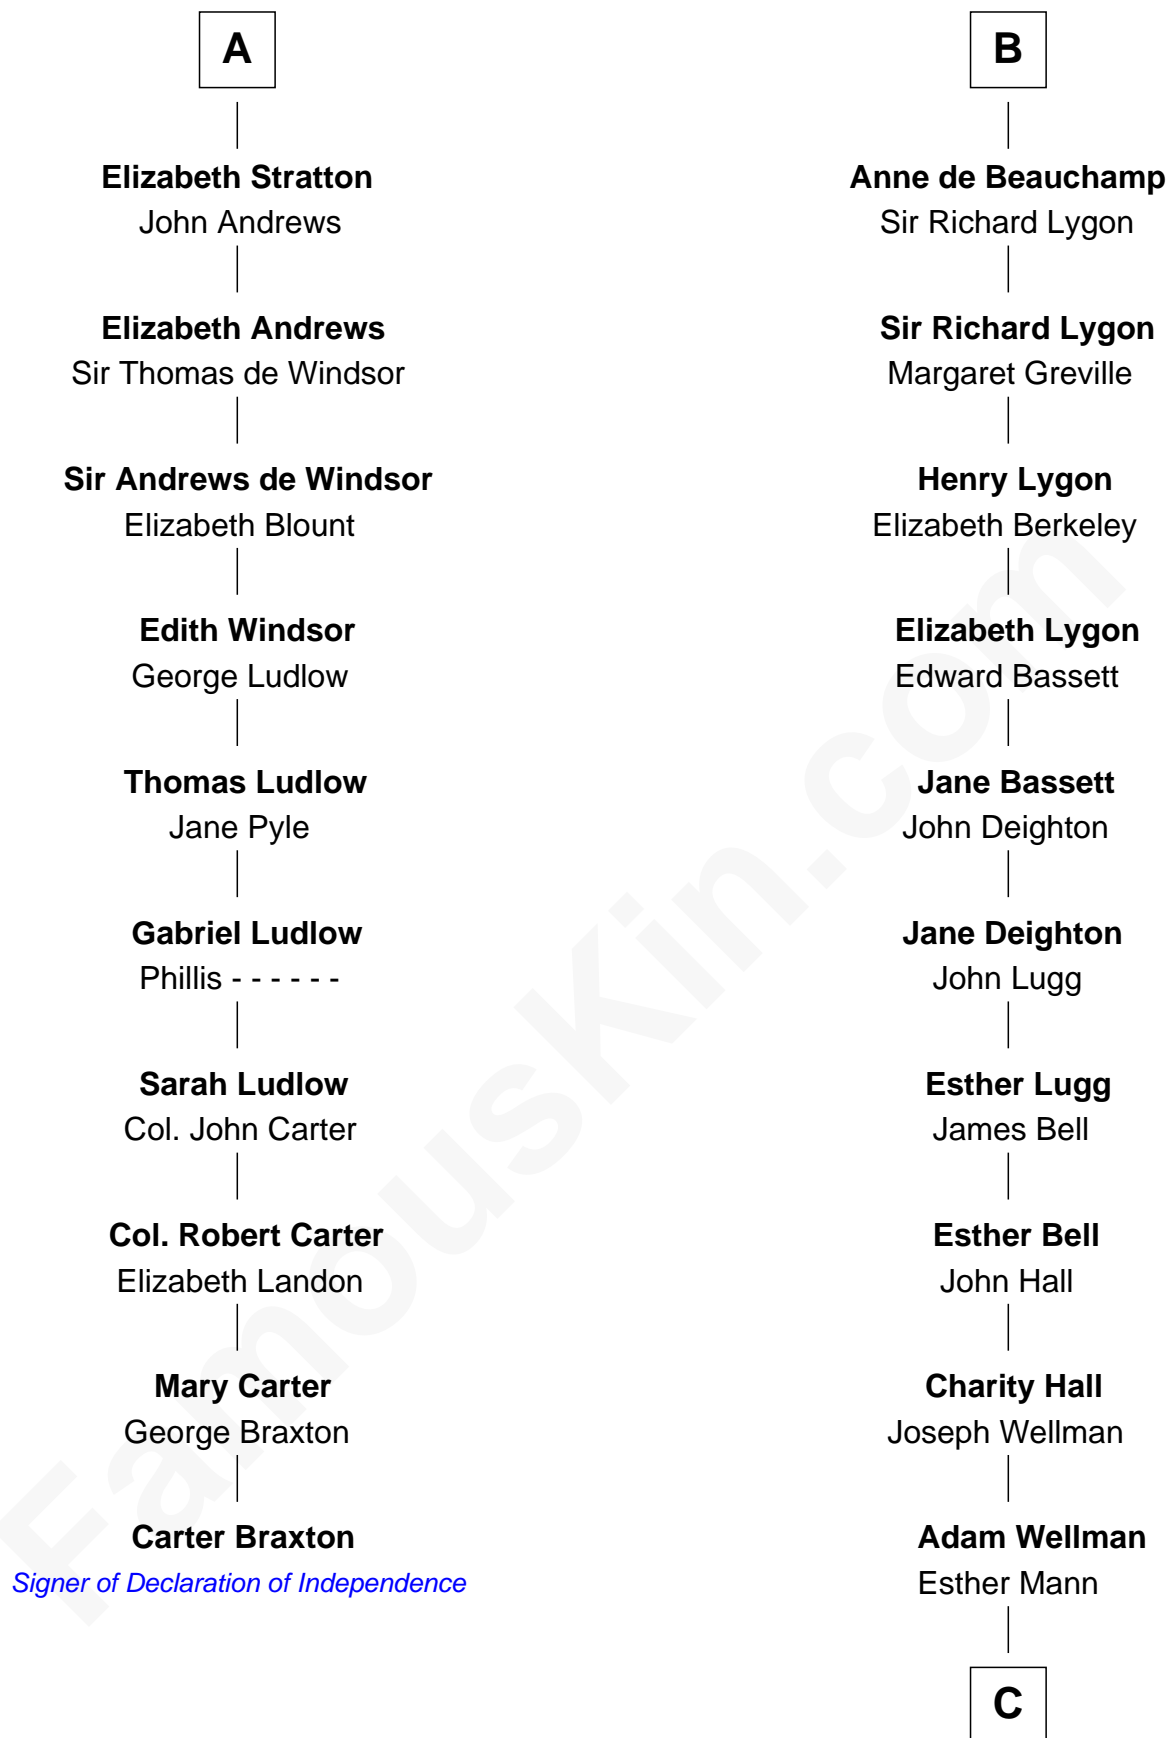 A
Elizabeth Stratton
John Andrews
Elizabeth Andrews
Sir Thomas de Windsor
Sir Andrews de Windsor
Elizabeth Blount
Edith Windsor
George Ludlow
Thomas Ludlow
Jane Pyle
Gabriel Ludlow
Phillis - - - - - -
Sarah Ludlow
Col. John Carter
Col. Robert Carter
Elizabeth Landon
Mary Carter
George Braxton
Carter Braxton
Signer of Declaration of Independence
B
Anne de Beauchamp
Sir Richard Lygon
Sir Richard Lygon
Margaret Greville
Henry Lygon
Elizabeth Berkeley
Elizabeth Lygon
Edward Bassett
Jane Bassett
John Deighton
Jane Deighton
John Lugg
Esther Lugg
James Bell
Esther Bell
John Hall
Charity Hall
Joseph Wellman
Adam Wellman
Esther Mann
C
FamousKin.com